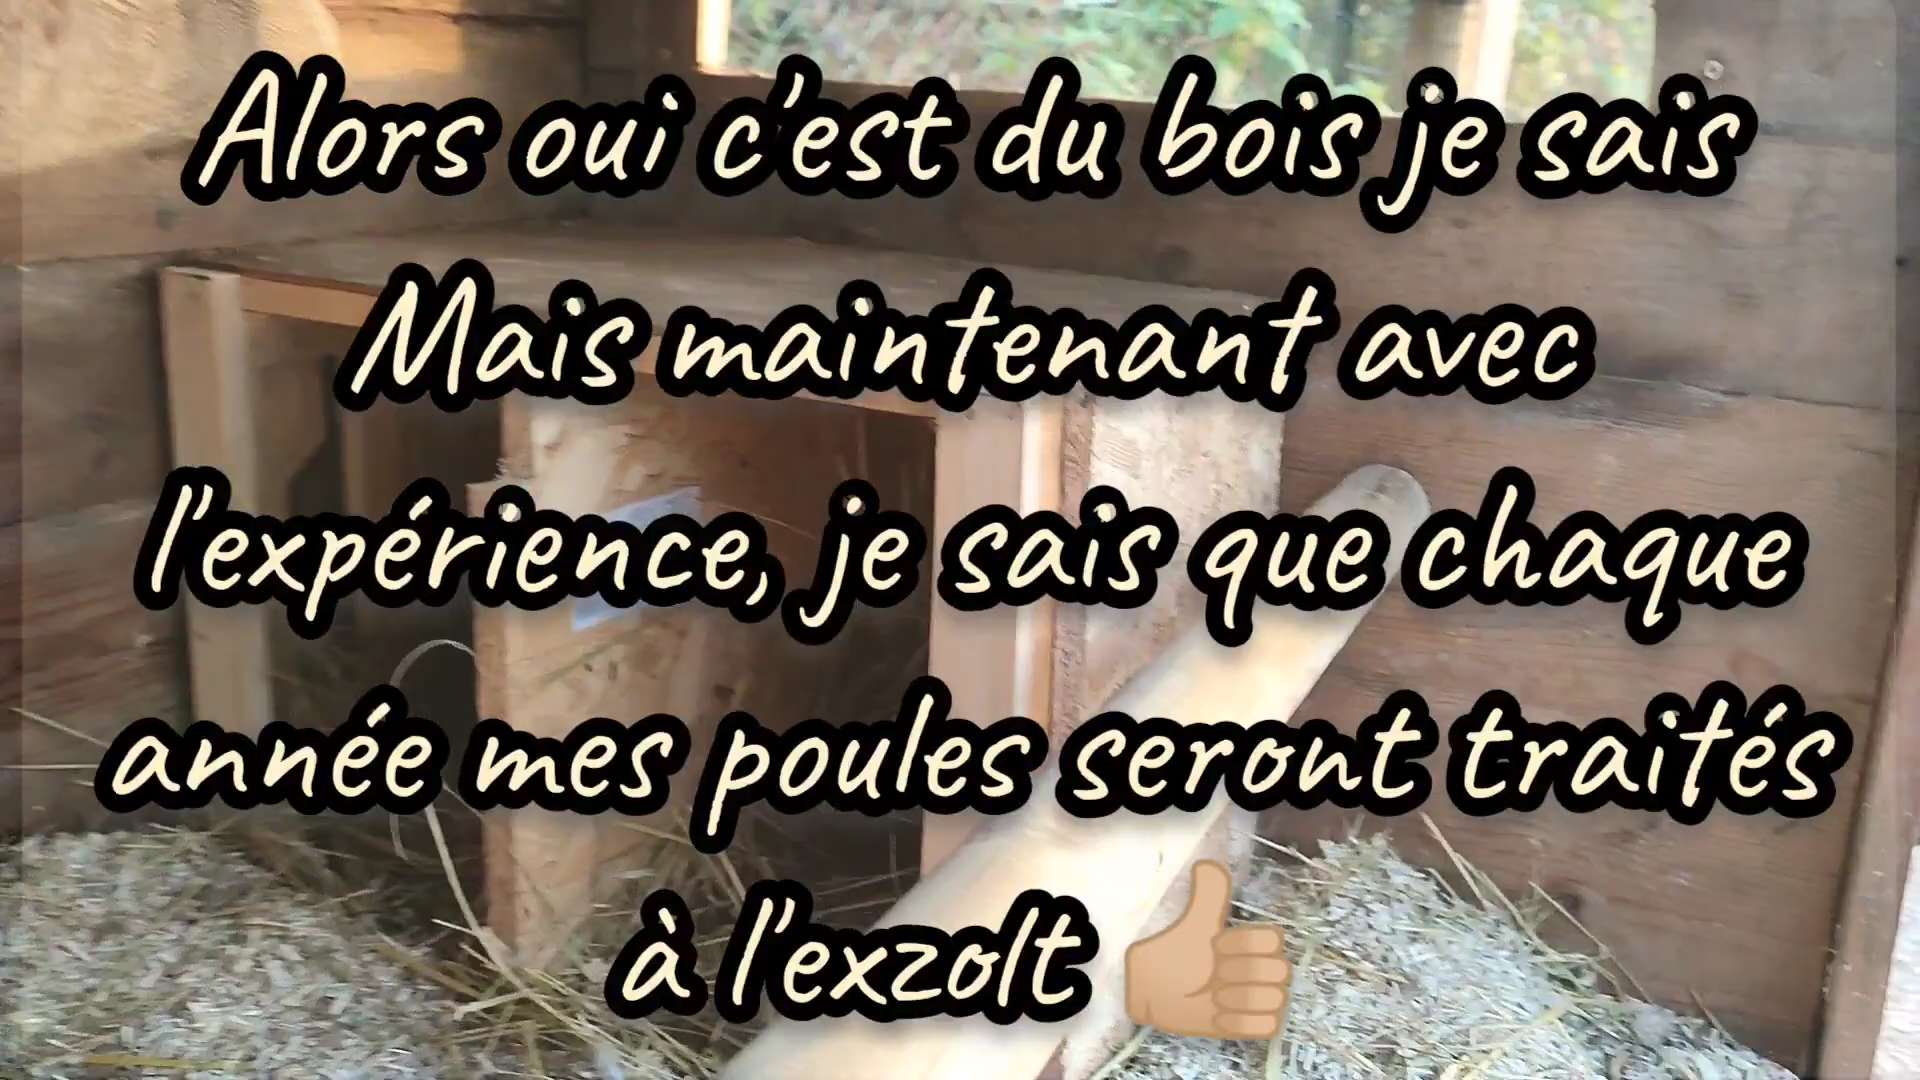 Alors oui c'est du bois je sais
Mais maintenant avec
l'expérience, je sais que chaque
année mes poules seront traités
à l'exzolt 👍🏼